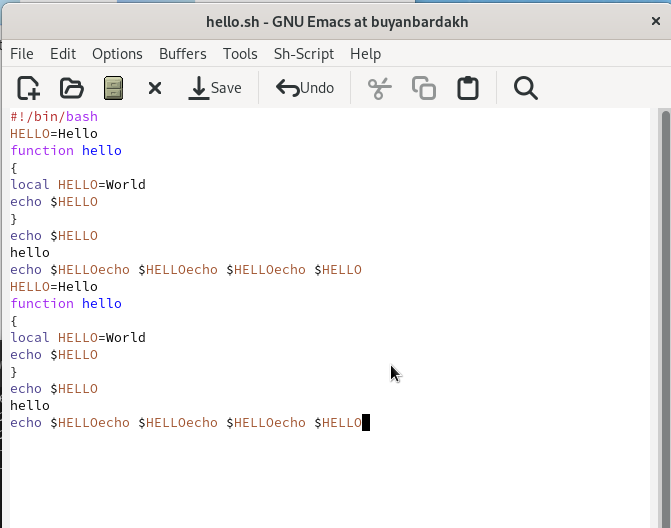 hello.sh - GNU Emacs at buyanbardakh
File Edit Options Buffers Tools Sh-Script Help
Save Undo
#!/bin/bash
HELLO=Hello
function hello
{
local HELLO=World
echo $HELLO
}
echo $HELLO
hello
echo $HELLOecho $HELLOecho $HELLOecho $HELLO
HELLO=Hello
function hello
{
local HELLO=World
echo $HELLO
}
echo $HELLO
hello
echo $HELLOecho $HELLOecho $HELLOecho $HELLO